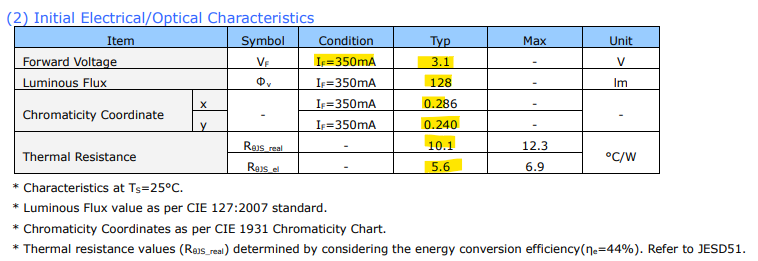 (2) Initial Electrical/Optical Characteristics
Item Symbol Condition Typ Max Unit
Forward Voltage VF IF=350mA 3.1 - V
Luminous Flux Φv IF=350mA 128 - lm
Chromaticity Coordinate x - IF=350mA 0.286 - -
y IF=350mA 0.240 -
Thermal Resistance RθJS_real - 10.1 12.3 °C/W
RθJS_el - 5.6 6.9
* Characteristics at TS=25°C.
* Luminous Flux value as per CIE 127:2007 standard.
* Chromaticity Coordinates as per CIE 1931 Chromaticity Chart.
* Thermal resistance values (RθJS_real) determined by considering the energy conversion efficiency(ηe=44%). Refer to JESD51.